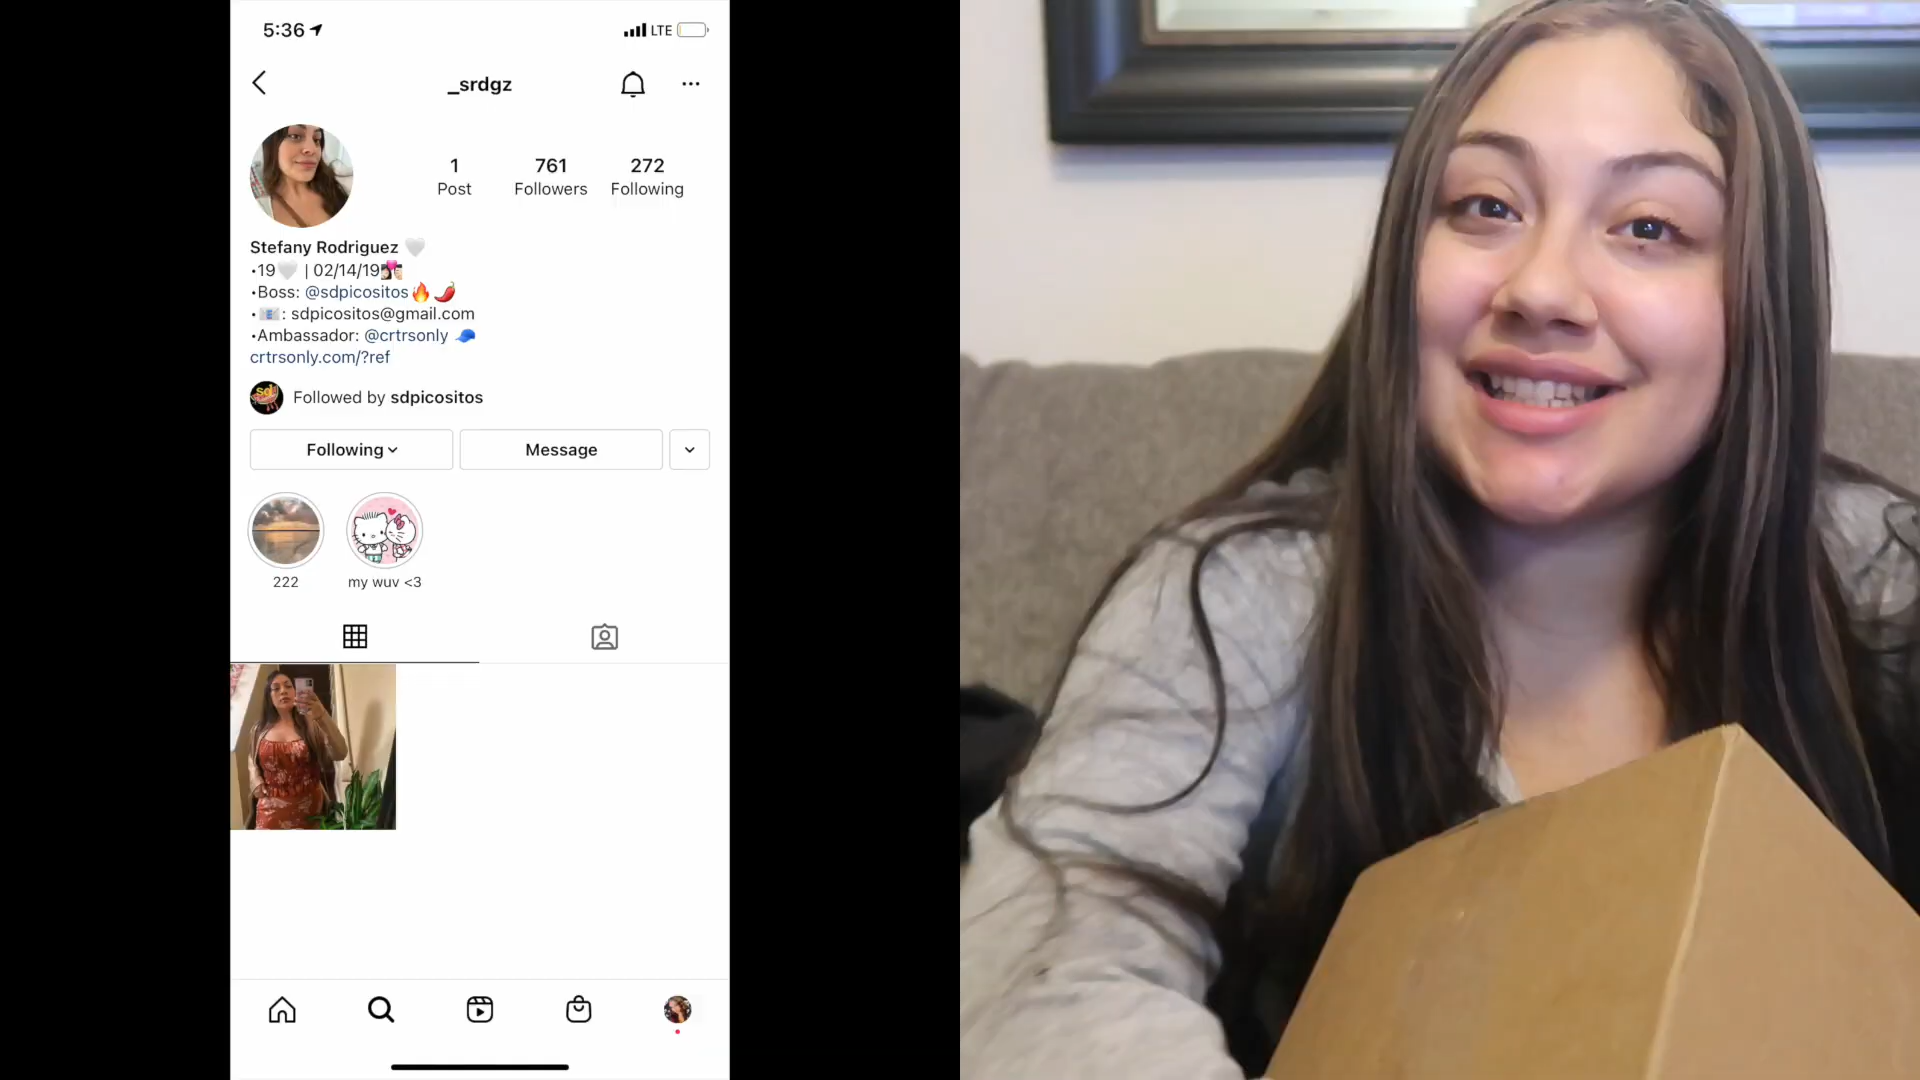 5:36 LTE
_srdgz
1 761 272
Post Followers Following
Stefany Rodriguez 🤍
•19🤍 | 02/14/19💏
•Boss: @sdpicositos🔥🌶️
•📧: sdpicositos@gmail.com
•Ambassador: @crtrsonly 🧢
crtrsonly.com/?ref
Followed by sdpicositos
Following Message
222 my wuv <3